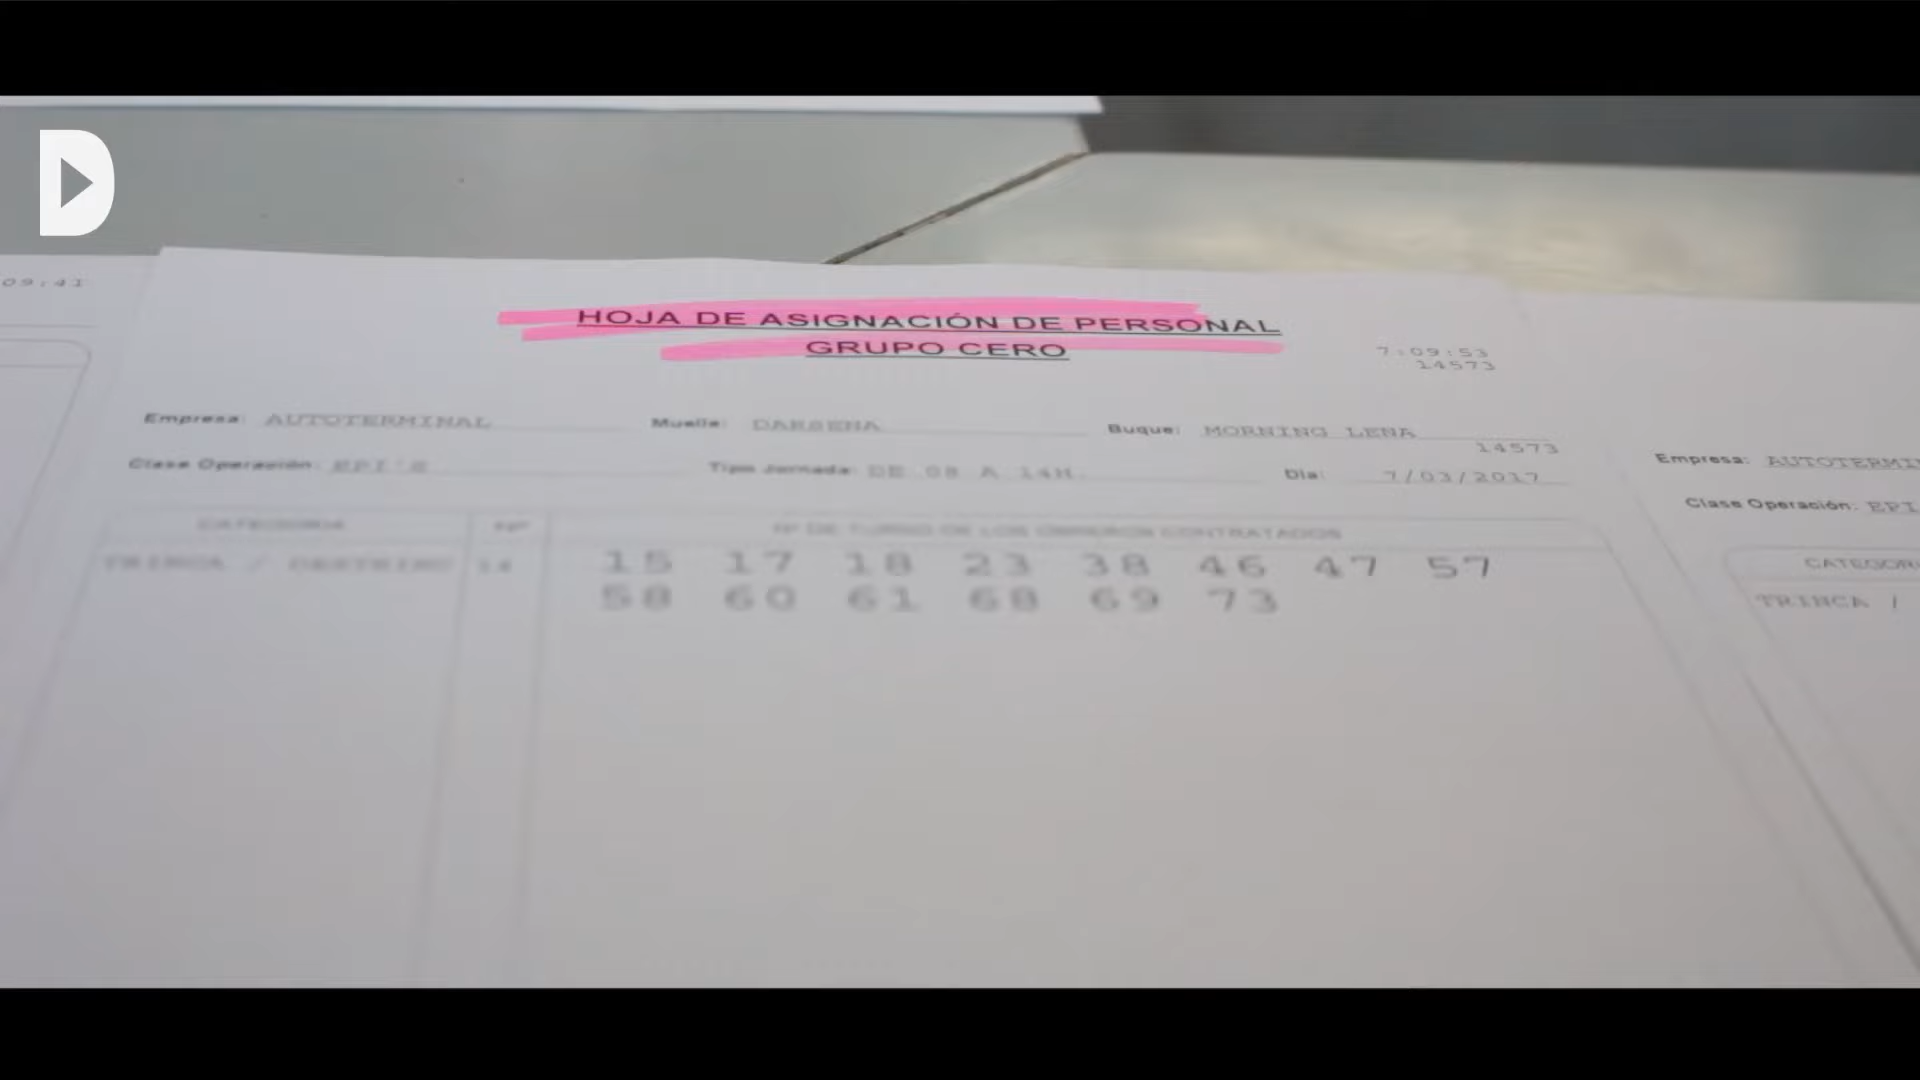 09:41
HOJA DE ASIGNACIÓN DE PERSONAL
GRUPO CERO
7:09:53
14573
Empresa: AUTOTERMINAL Muelle: DARSENA Buque: MORNING LENA
14573
Clase Operación: EPI'S Tipo Jornada: DE 08 A 14H. Día: 7/03/2017
CATEGORIA Nº Nº DE TURNO DE LOS OBREROS CONTRATADOS
TRINCA / DESTRINC 14 15 17 18 23 38 46 47 57
58 60 61 68 69 73
Empresa: AUTOTERMI
Clase Operación: EPI
CATEGORI
TRINCA /